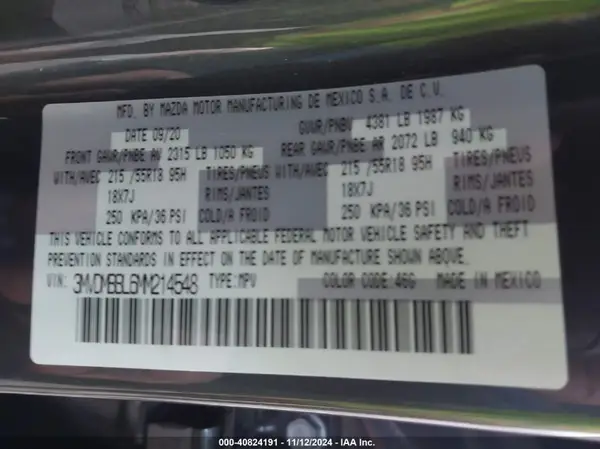 MFD. BY MAZDA MOTOR MANUFACTURING DE MEXICO S.A. DE C.V.
DATE 09/20 GVWR/PNBV 4381 LB 1987 KG
FRONT GAWR/PNBE AV 2315 LB 1050 KG REAR GAWR/PNBE AR 2072 LB 940 KG
WITH/AVEC 215 /55R18 95H TIRES/PNEUS WITH/AVEC 215 /55R18 95H TIRES/PNEUS
18X7J RIMS/JANTES 18X7J RIMS/JANTES
250 KPA/36 PSI COLD/A FROID 250 KPA/36 PSI COLD/A FROID
THIS VEHICLE CONFORMS TO ALL APPLICABLE FEDERAL MOTOR VEHICLE SAFETY AND THEFT
PREVENTION STANDARDS IN EFFECT ON THE DATE OF MANUFACTURE SHOWN ABOVE.
VIN: TYPE:MPV COLOR CODE:46G MADE IN MEXICO
000-40824191 - 11/12/2024 - IAA Inc.